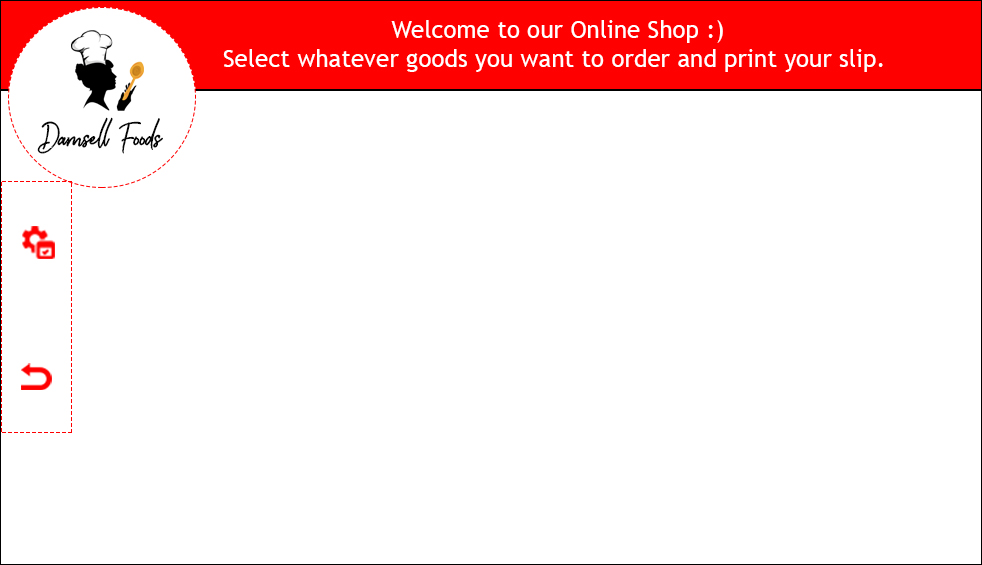 Welcome to our Online Shop :)
Select whatever goods you want to order and print your slip.
Damsell Foods